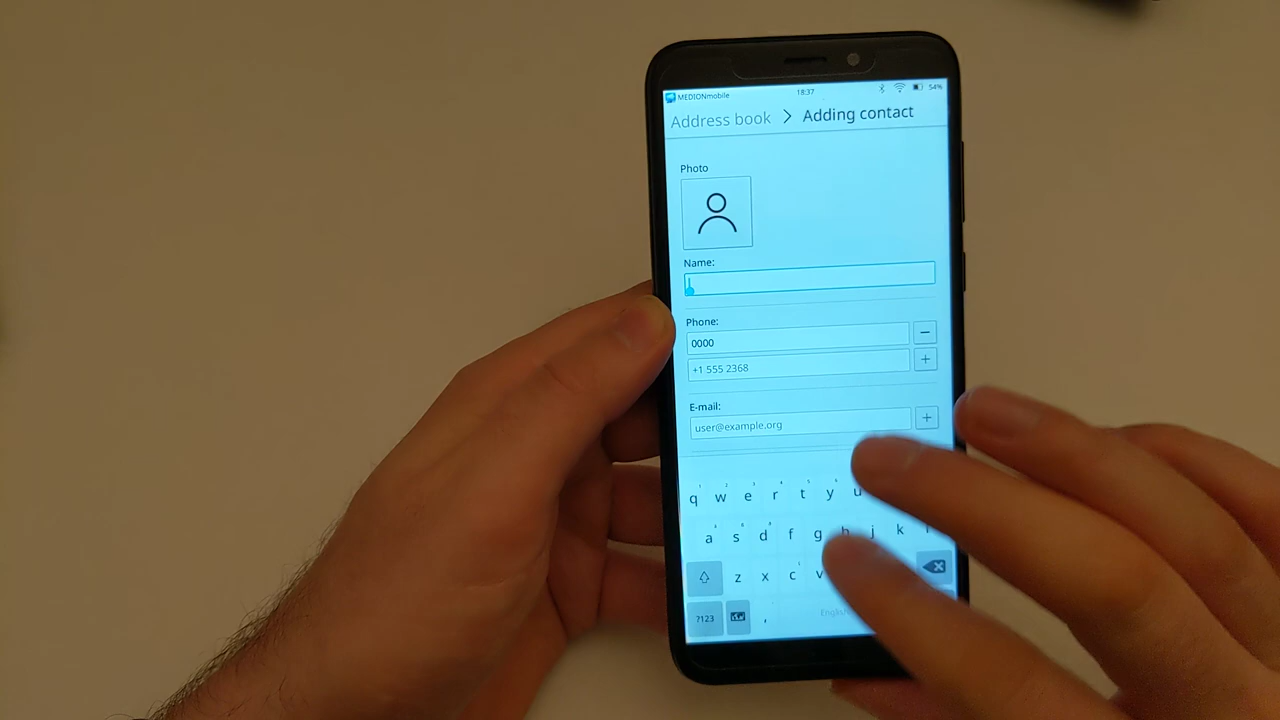 MEDIONmobile 18:37 54%
Address book > Adding contact
Photo
Name:
Phone:
0000 −
+1 555 2368 +
E-mail:
user@example.org +
q w e r t y u
a s d f g h j k
z x c v
?123 ,